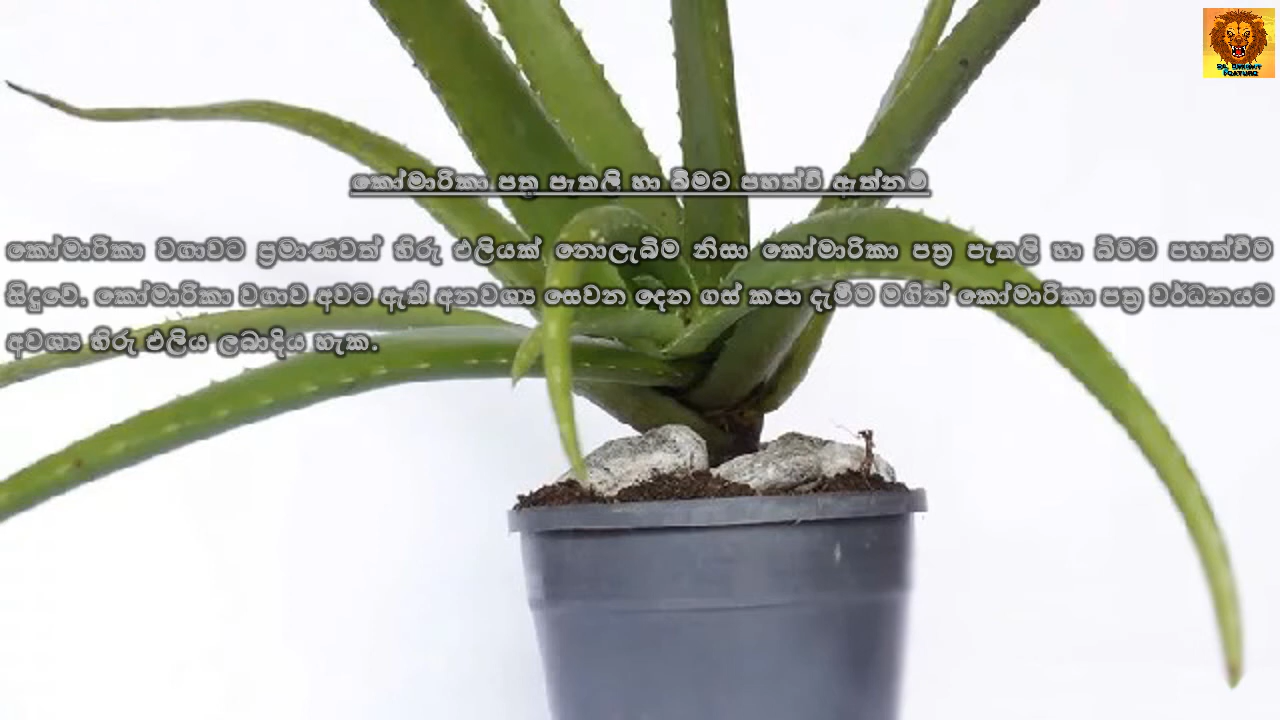 කෝමාරිකා පත්‍ර පැතලි හා බිමට පහත්වී ඇත්නම්
කෝමාරිකා වගාවට ප්‍රමාණවත් හිරු එළියක් නොලැබීම නිසා කෝමාරිකා පත්‍ර පැතලි හා බිමට පහත්වීම
සිදුවේ. කෝමාරිකා වගාව අවට ඇති අනවශ්‍ය සෙවන දෙන ගස් කපා දැමීම මගින් කෝමාරිකා පත්‍ර වර්ධනයට
අවශ්‍ය හිරු එළිය ලබාදිය හැක.